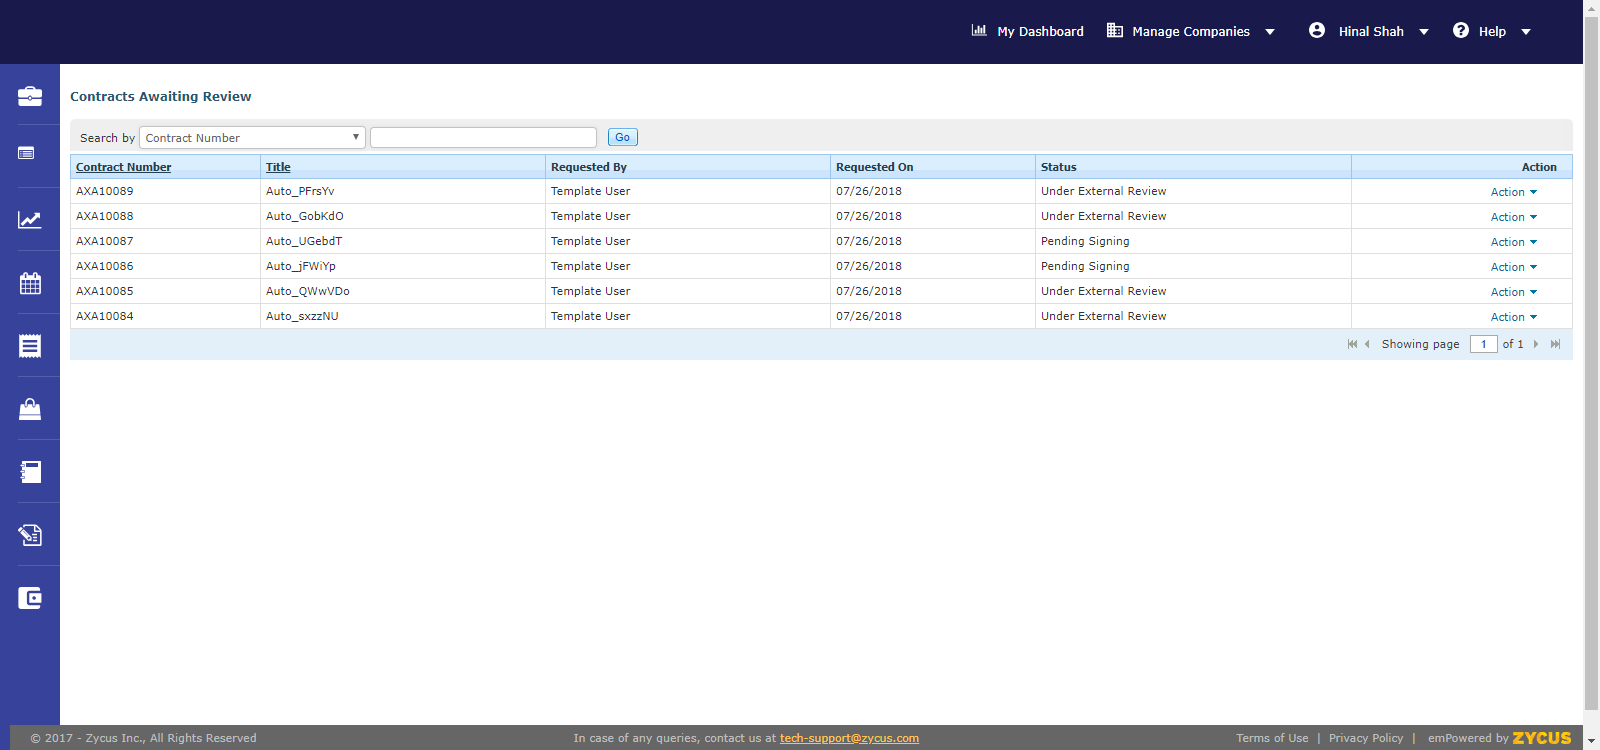 My Dashboard Manage Companies Hinal Shah Help
Contracts Awaiting Review
Search by Contract Number Go
Contract Number Title Requested By Requested On Status Action
AXA10089 Auto_PFrsYv Template User 07/26/2018 Under External Review Action
AXA10088 Auto_GobKdO Template User 07/26/2018 Under External Review Action
AXA10087 Auto_UGebdT Template User 07/26/2018 Pending Signing Action
AXA10086 Auto_jFWiYp Template User 07/26/2018 Pending Signing Action
AXA10085 Auto_QWwVDo Template User 07/26/2018 Under External Review Action
AXA10084 Auto_sxzzNU Template User 07/26/2018 Under External Review Action
Showing page 1 of 1
© 2017 - Zycus Inc., All Rights Reserved In case of any queries, contact us at tech-support@zycus.com Terms of Use | Privacy Policy | emPowered by ZYCUS